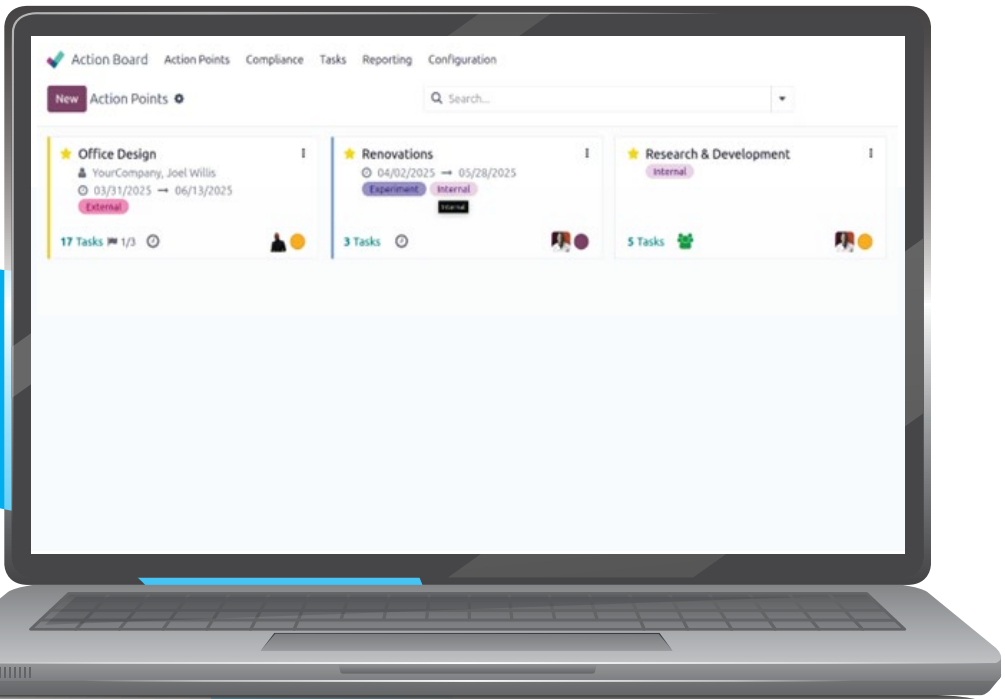 Action Board Action Points Compliance Tasks Reporting Configuration
New Action Points Search...
Office Design
YourCompany, Joel Willis
03/31/2025 → 06/13/2025
External
17 Tasks 1/3
Renovations
04/02/2025 → 05/28/2025
Experiment Internal
Internal
3 Tasks
Research & Development
Internal
5 Tasks